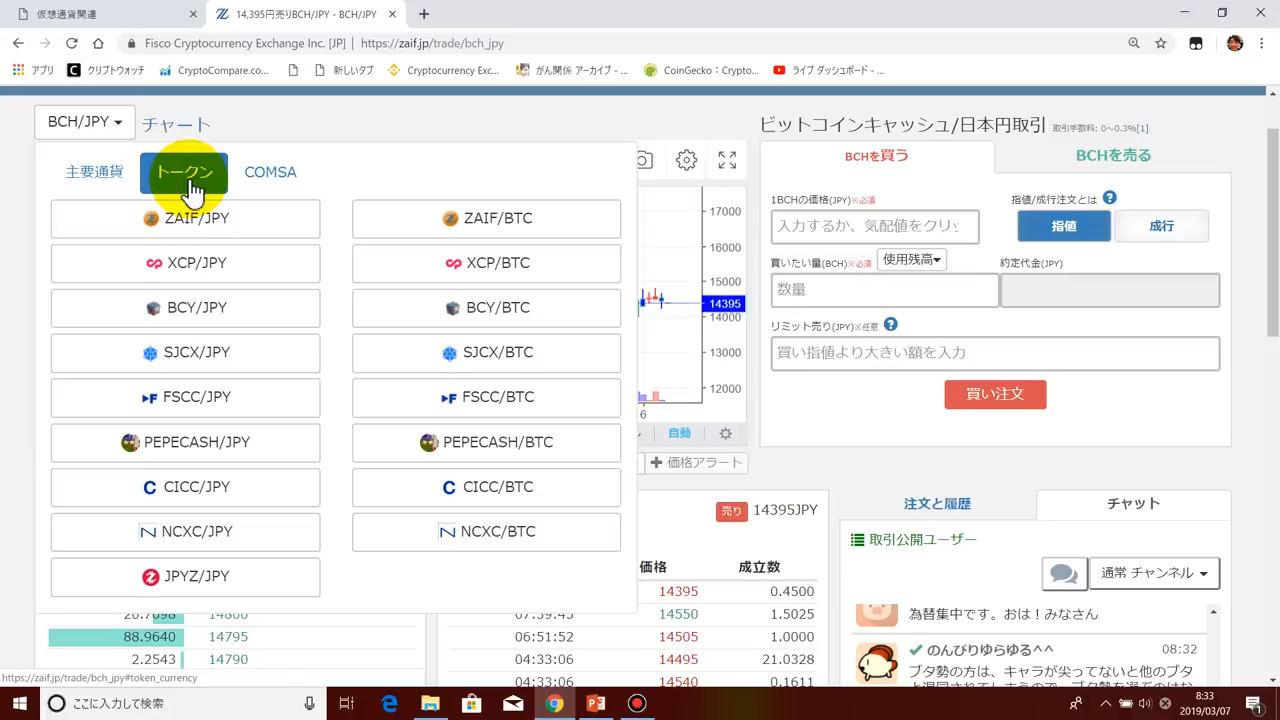 仮想通貨関連
14,395円売りBCH/JPY - BCH/JPY
Fisco Cryptocurrency Exchange Inc. [JP] | https://zaif.jp/trade/bch_jpy
アプリ
クリプトウォッチ
CryptoCompare.co...
新しいタブ
Cryptocurrency Exc...
がん関係 アーカイブ - ...
CoinGecko：Crypto...
ライブ ダッシュボード - ...
BCH/JPY
チャート
主要通貨
トークン
COMSA
ZAIF/JPY
ZAIF/BTC
XCP/JPY
XCP/BTC
BCY/JPY
BCY/BTC
SJCX/JPY
SJCX/BTC
FSCC/JPY
FSCC/BTC
PEPECASH/JPY
PEPECASH/BTC
CICC/JPY
CICC/BTC
NCXC/JPY
NCXC/BTC
JPYZ/JPY
17000
16000
15000
14395
14000
13000
12000
6
自動
価格アラート
ビットコインキャッシュ/日本円取引 取引手数料: 0〜0.3%[1]
BCHを買う
BCHを売る
1BCHの価格(JPY)※必須
指値/成行注文とは
入力するか、気配値をクリッ
指値
成行
買いたい量(BCH)※必須
使用残高
約定代金(JPY)
数量
リミット売り(JPY)※任意
買い指値より大きい額を入力
買い注文
売り 14395JPY
価格 成立数
14395 0.4500
07:39:43 14550 1.5025
06:51:52 14505 1.0000
04:33:06 14495 21.0328
04:33:06 14540 0.1611
14800
88.9640 14795
2.2543 14790
注文と履歴
チャット
取引公開ユーザー
通常 チャンネル
為替集中です。おは！みなさん
のんびりゆらゆる^^ 08:32
ブタ勢の方は、キャラが尖ってないと他のブタ
https://zaif.jp/trade/bch_jpy#token_currency
ここに入力して検索
8:33
2019/03/07
1